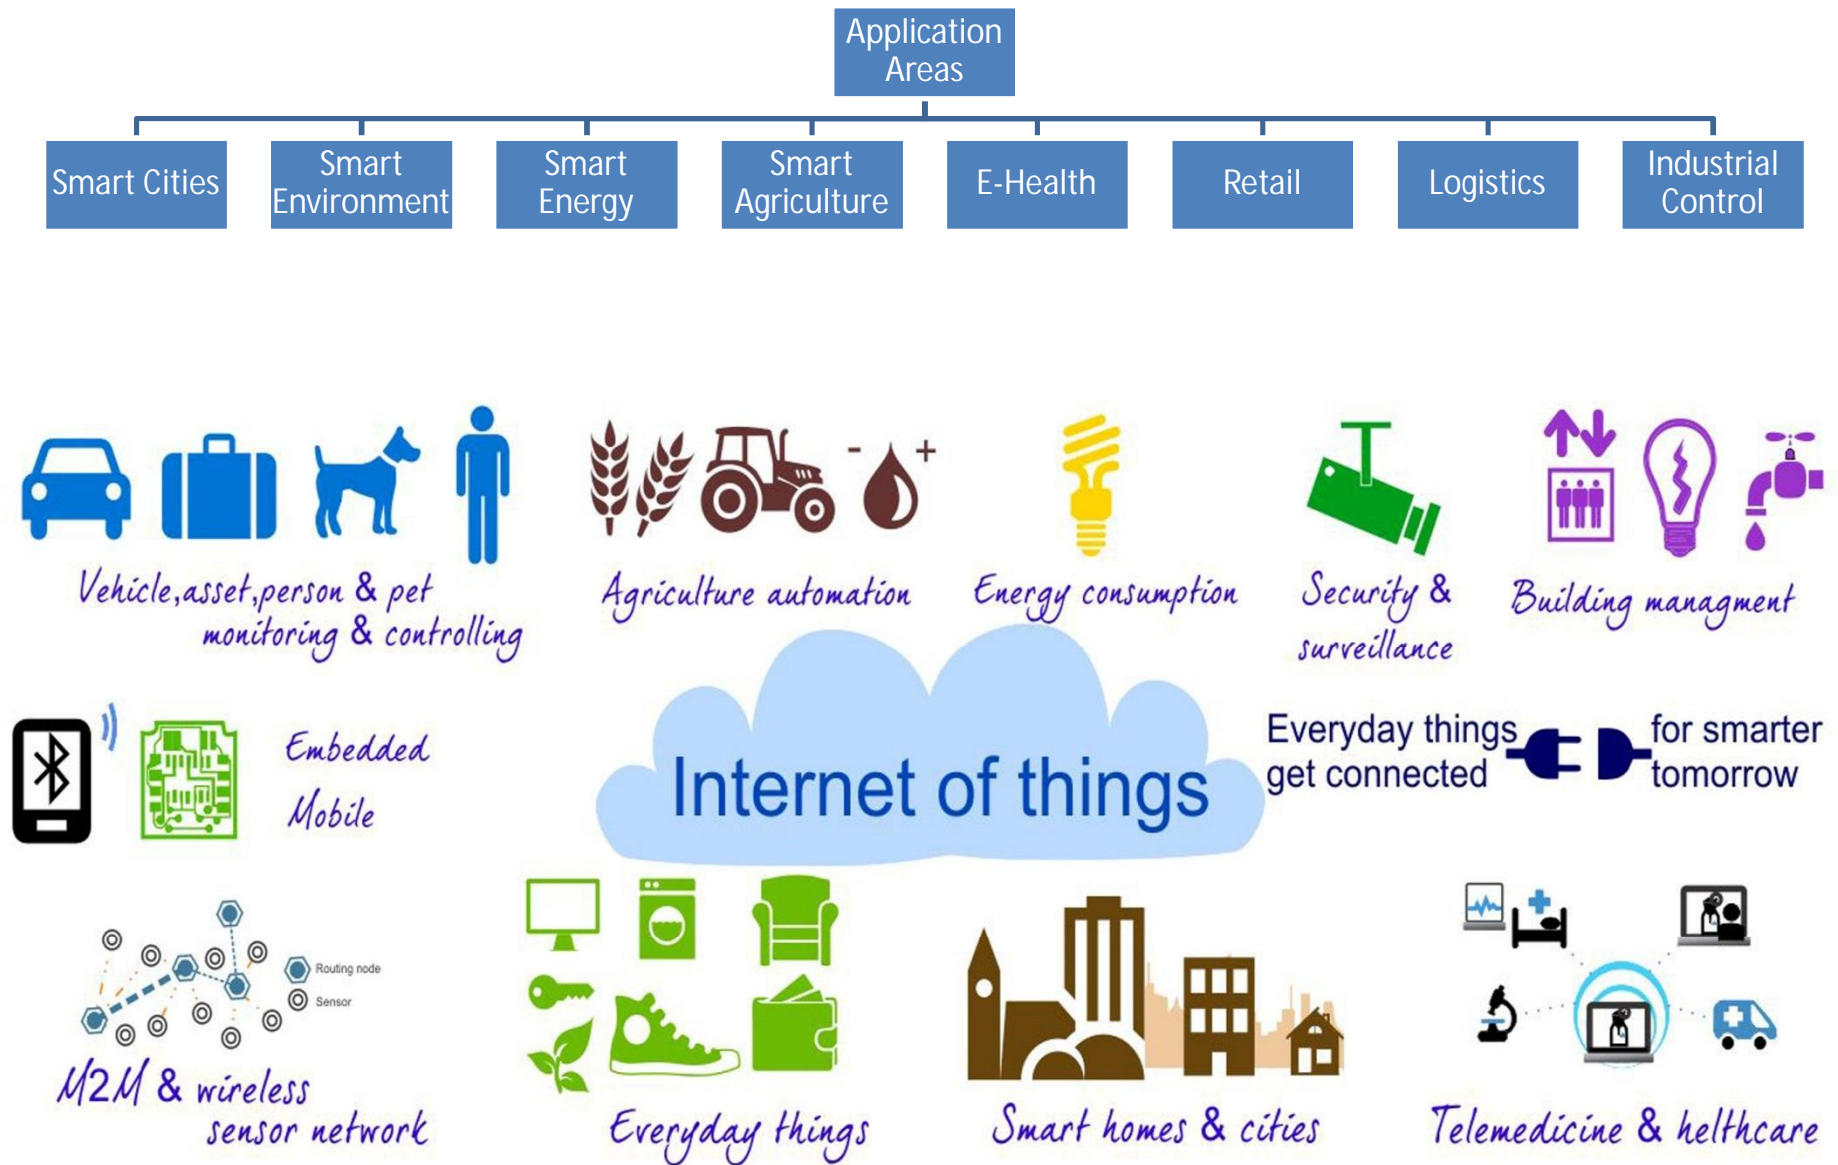 Application
Areas
Smart Cities
Smart
Environment
Smart
Energy
Smart
Agriculture
E-Health
Retail
Logistics
Industrial
Control
- +
Vehicle,asset,person & pet
monitoring & controlling
Agriculture automation
Energy consumption
Security &
surveillance
Building managment
Embedded
Mobile
Internet of things
Everyday things
get connected
for smarter
tomorrow
Routing node
Sensor
M2M & wireless
sensor network
Everyday things
Smart homes & cities
Telemedicine & helthcare